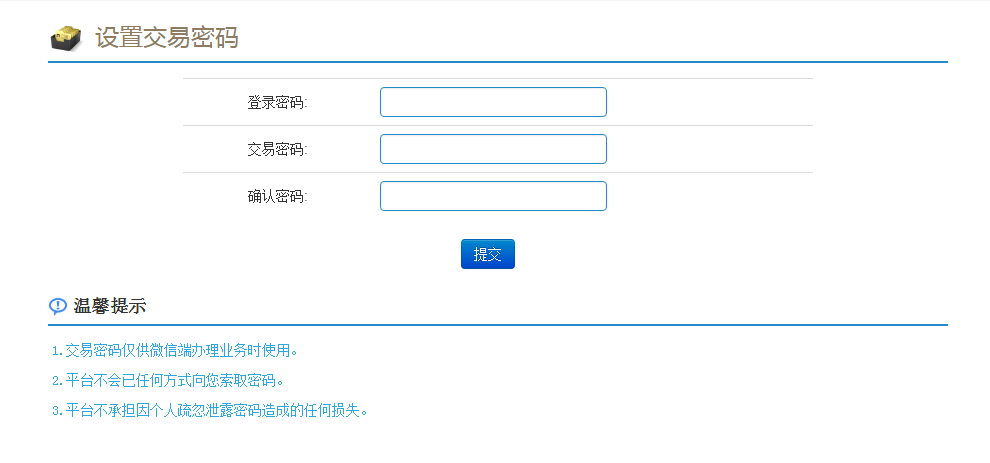 设置交易密码
登录密码:
交易密码:
确认密码:
提交
温馨提示
1.交易密码仅供微信端办理业务时使用。
2.平台不会已任何方式向您索取密码。
3.平台不承担因个人疏忽泄露密码造成的任何损失。